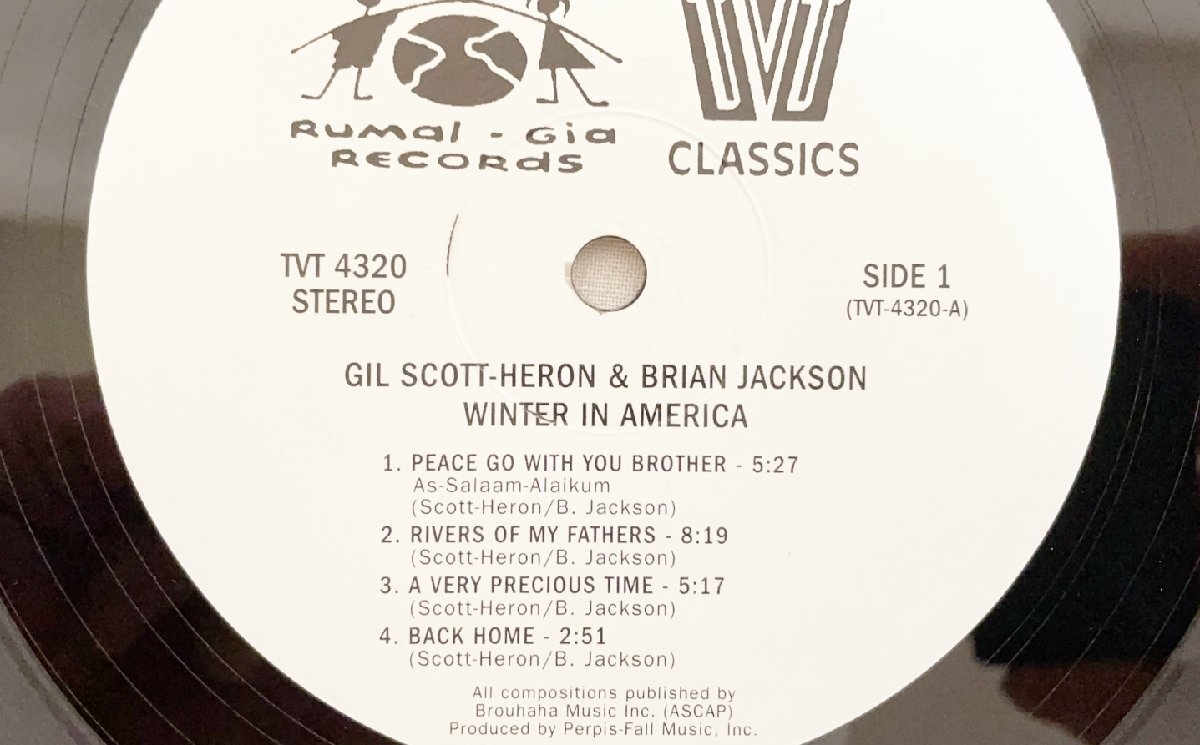 RUMAL - GIA
RECORDS
TVT
CLASSICS
TVT 4320
STEREO
SIDE 1
(TVT-4320-A)
GIL SCOTT-HERON & BRIAN JACKSON
WINTER IN AMERICA
1. PEACE GO WITH YOU BROTHER - 5:27
As-Salaam-Alaikum
(Scott-Heron/B. Jackson)
2. RIVERS OF MY FATHERS - 8:19
(Scott-Heron/B. Jackson)
3. A VERY PRECIOUS TIME - 5:17
(Scott-Heron/B. Jackson)
4. BACK HOME - 2:51
(Scott-Heron/B. Jackson)
All compositions published by
Brouhaha Music Inc. (ASCAP)
Produced by Perpis-Fall Music, Inc.